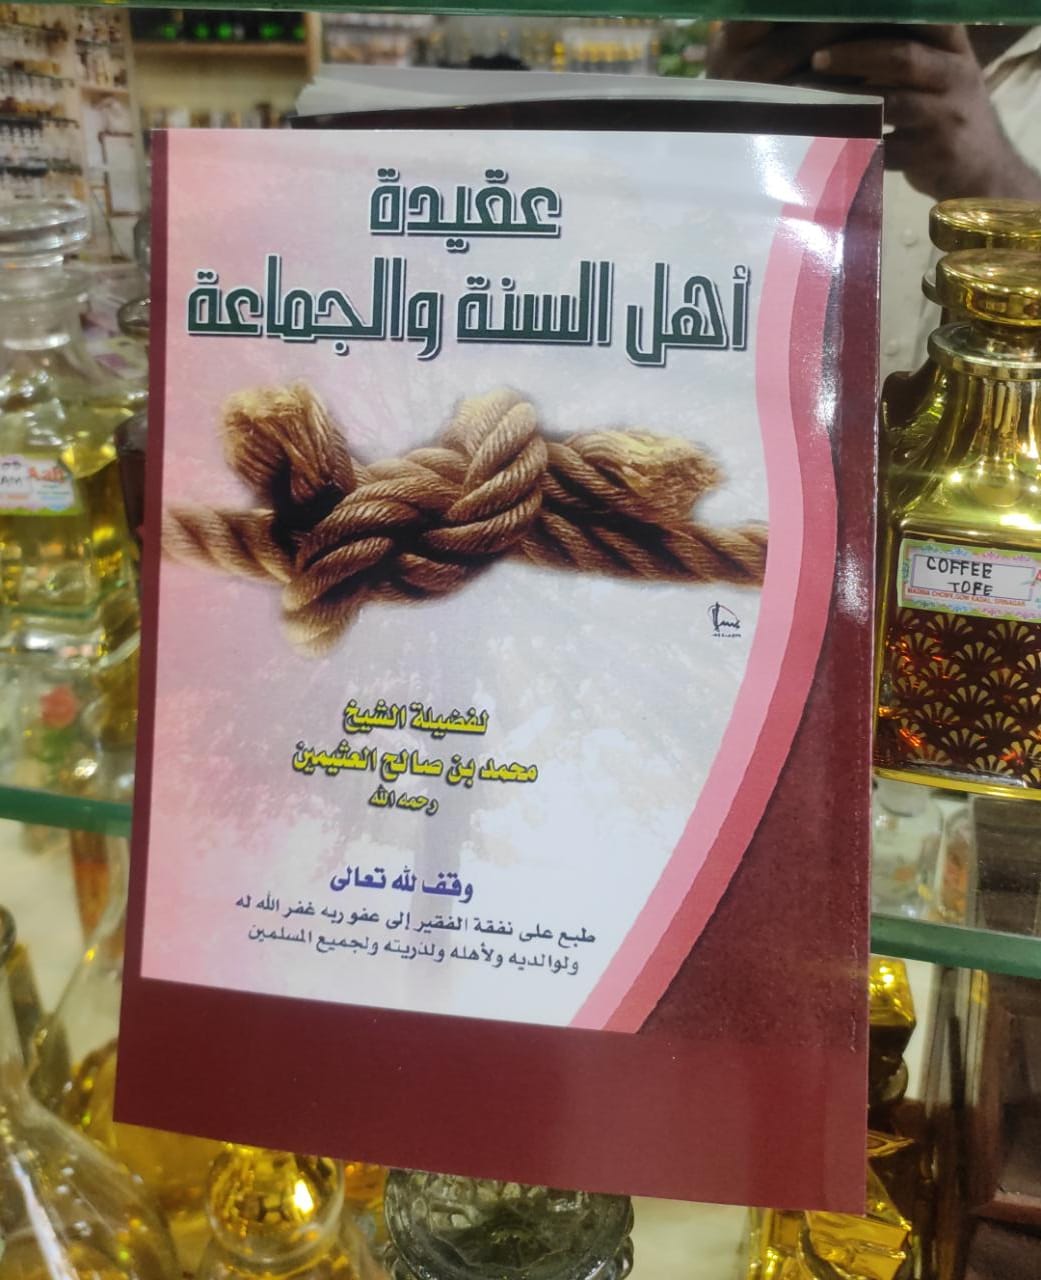 عقيدة
أهل السنة والجماعة
لفضيلة الشيخ
محمد بن صالح العثيمين
رحمه الله
وقف لله تعالى
طبع على نفقة الفقير إلى عفو ربه غفر الله له
ولوالديه ولأهله ولذريته ولجميع المسلمين
COFFEE
TOFE